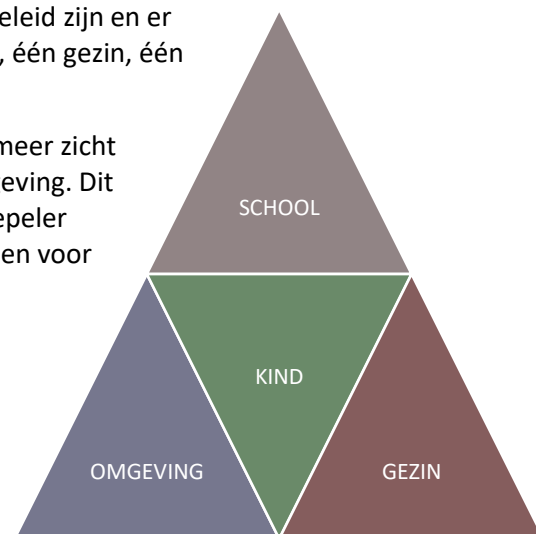 eleid zijn en er
, één gezin, één
meer zicht
eving. Dit
epeler
en voor
SCHOOL
KIND
OMGEVING
GEZIN